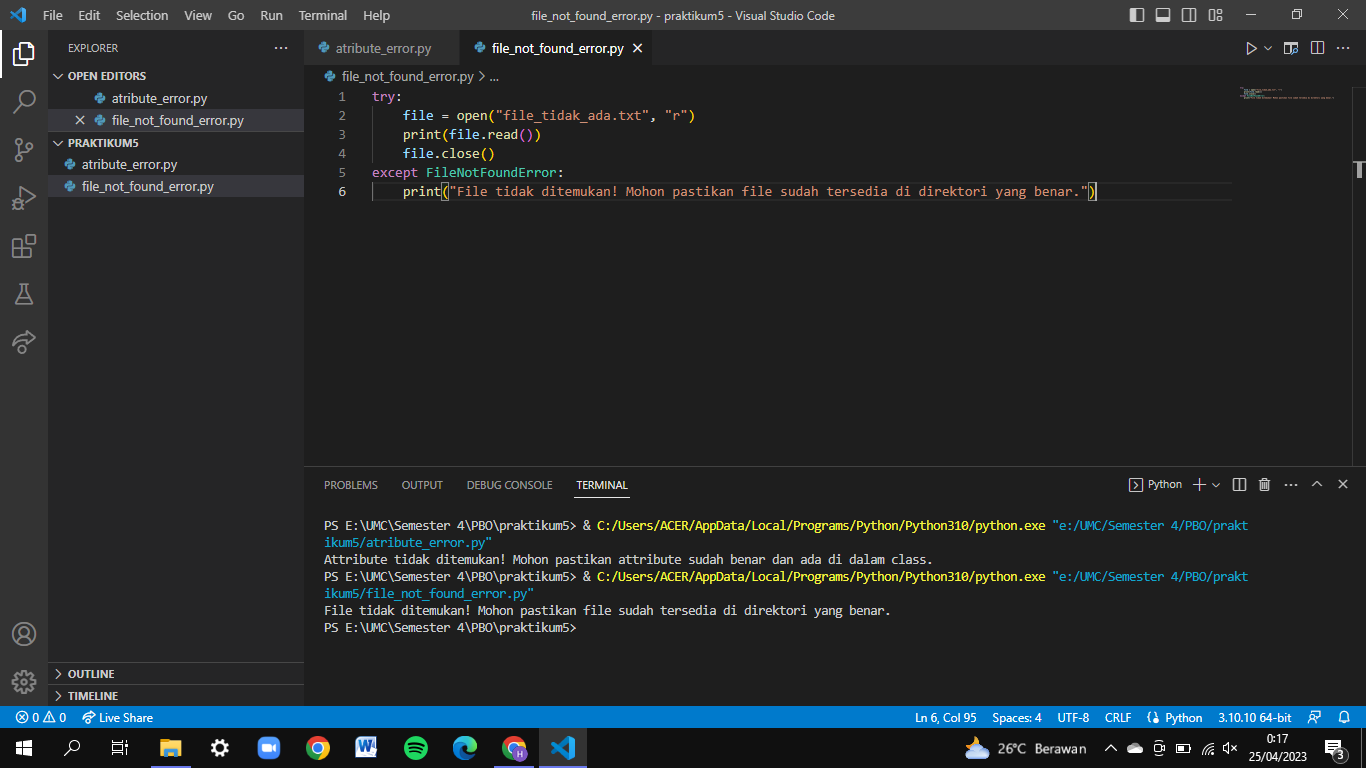 File Edit Selection View Go Run Terminal Help file_not_found_error.py - praktikum5 - Visual Studio Code
EXPLORER
OPEN EDITORS
atribute_error.py
file_not_found_error.py
PRAKTIKUM5
atribute_error.py
file_not_found_error.py
OUTLINE
TIMELINE
atribute_error.py file_not_found_error.py
file_not_found_error.py > ...
1 try:
2 file = open("file_tidak_ada.txt", "r")
3 print(file.read())
4 file.close()
5 except FileNotFoundError:
6 print("File tidak ditemukan! Mohon pastikan file sudah tersedia di direktori yang benar.")
PROBLEMS OUTPUT DEBUG CONSOLE TERMINAL Python
PS E:\UMC\Semester 4\PBO\praktikum5> & C:/Users/ACER/AppData/Local/Programs/Python/Python310/python.exe "e:/UMC/Semester 4/PBO/prakt
ikum5/atribute_error.py"
Attribute tidak ditemukan! Mohon pastikan attribute sudah benar dan ada di dalam class.
PS E:\UMC\Semester 4\PBO\praktikum5> & C:/Users/ACER/AppData/Local/Programs/Python/Python310/python.exe "e:/UMC/Semester 4/PBO/prakt
ikum5/file_not_found_error.py"
File tidak ditemukan! Mohon pastikan file sudah tersedia di direktori yang benar.
PS E:\UMC\Semester 4\PBO\praktikum5>
0 0 Live Share Ln 6, Col 95 Spaces: 4 UTF-8 CRLF Python 3.10.10 64-bit
26°C Berawan 0:17
25/04/2023 3